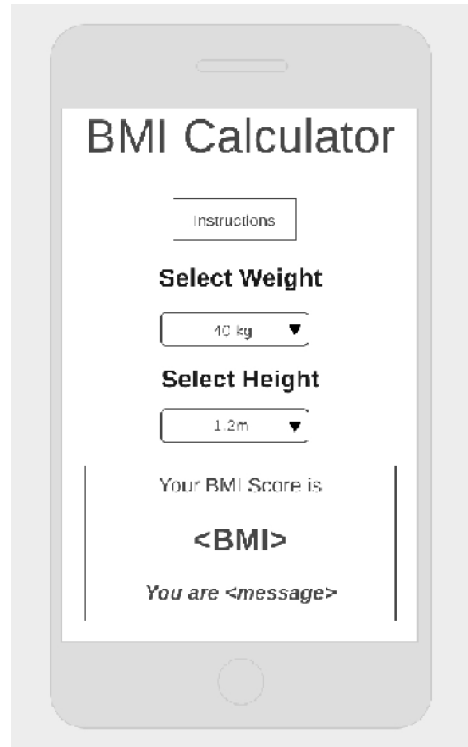 BMI Calculator
Instructions
Select Weight
40 kg
Select Height
1.2m
Your BMI Score is
<BMI>
You are <message>